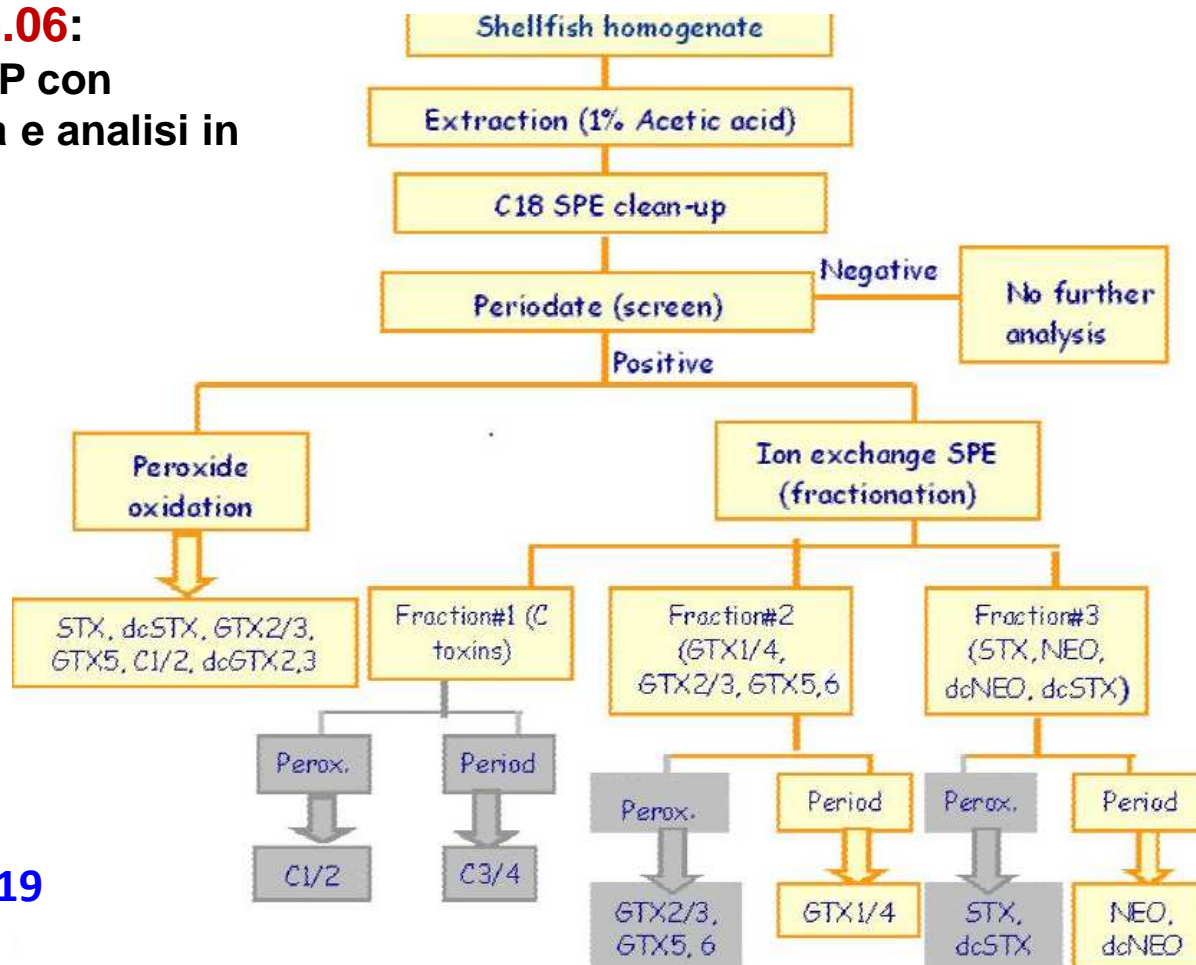 .06:
P con
a e analisi in
Shellfish homogenate
Extraction (1% Acetic acid)
C18 SPE clean-up
Periodate (screen)
Negative
No further
analysis
Positive
Peroxide
oxidation
Ion exchange SPE
(fractionation)
STX, dcSTX, GTX2/3,
GTX5, C1/2, dcGTX2,3
Fraction#1 (C
toxins)
Fraction#2
(GTX1/4,
GTX2/3, GTX5,6
Fraction#3
(STX, NEO,
dcNEO, dcSTX)
Perox.
Period
Perox.
Period
Perox.
Period
C1/2
C3/4
GTX2/3,
GTX5, 6
GTX1/4
STX,
dcSTX
NEO,
dcNEO
19